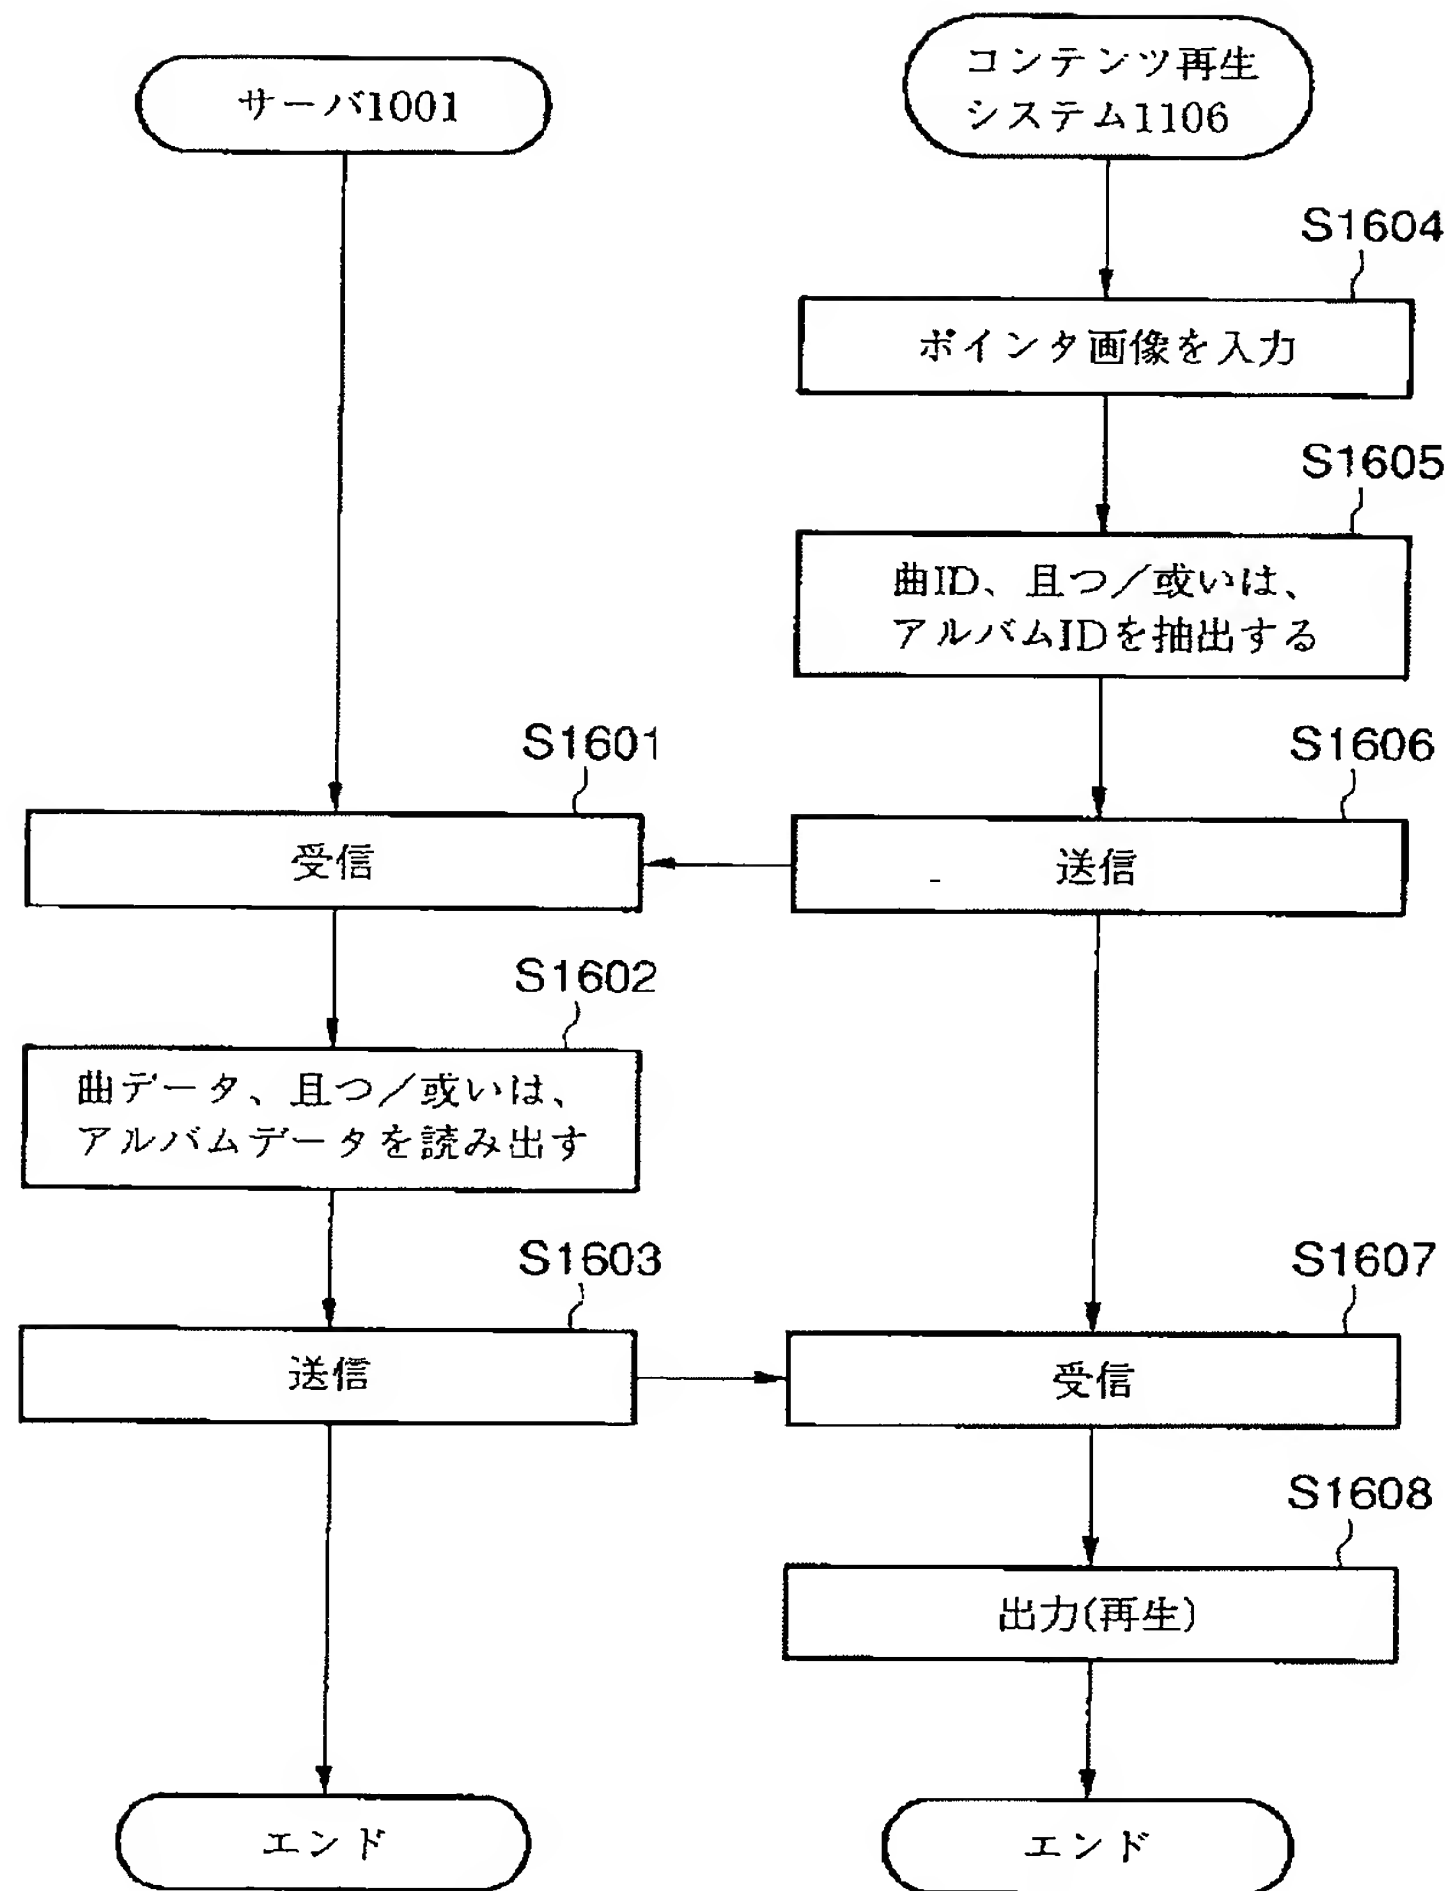 サーバ1001
コンテンツ再生
システム1106
S1604
ポインタ画像を入力
S1605
曲ID、且つ／或いは、
アルバムIDを抽出する
S1601
受信
S1606
送信
S1602
曲データ、且つ／或いは、
アルバムデータを読み出す
S1603
送信
S1607
受信
S1608
出力(再生)
エンド
エンド